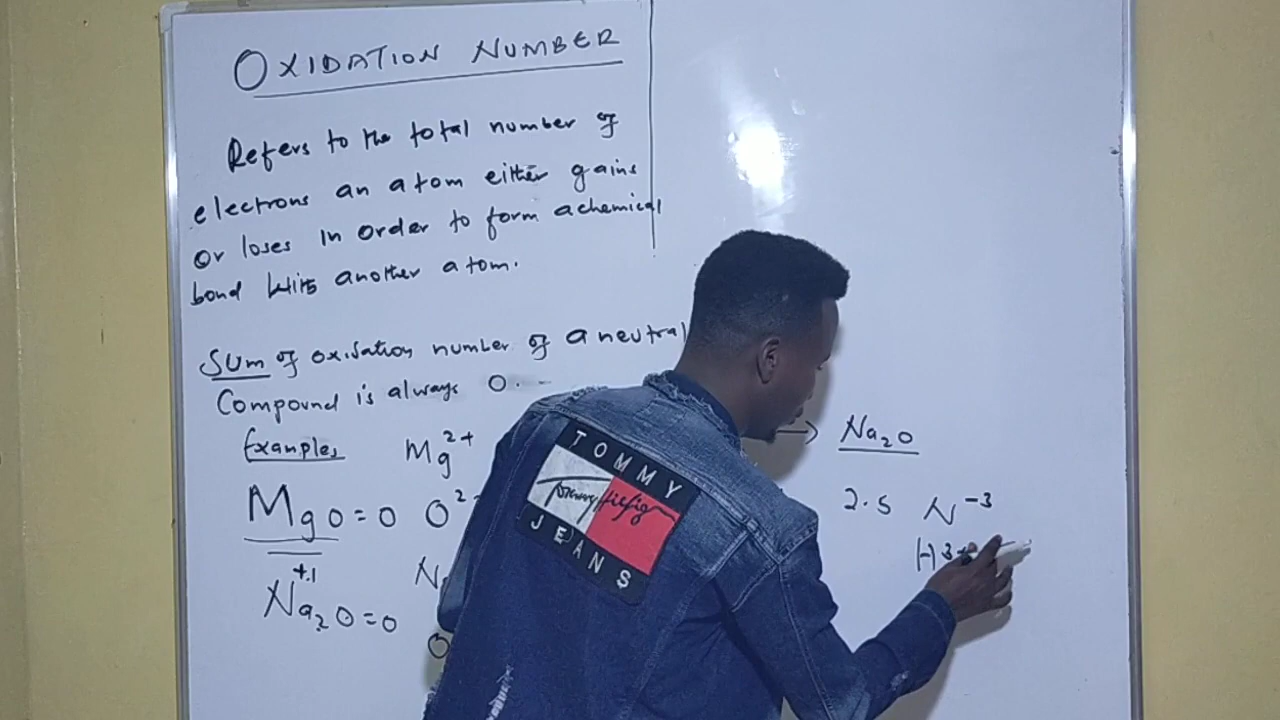 OXIDATION NUMBER
Refers to the total number of
electrons an atom either gains
Or loses in order to form a chemical
bond with another atom.
SUM of oxidation number of a neutral
Compound is always 0.
Examples
Mg²⁺
MgO = 0
O²⁻
+1
Na₂O = 0
→ Na₂O
2.5
N⁻³
TOMMY
JEANS